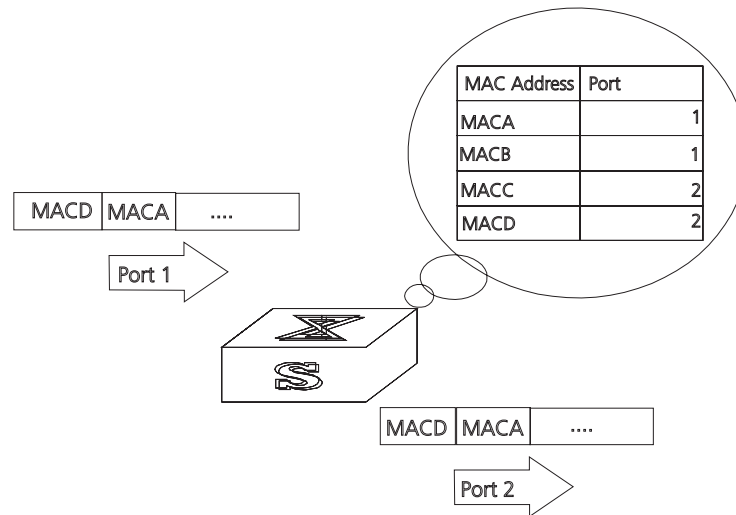 MAC Address Port
MACA 1
MACB 1
MACC 2
MACD 2
MACD MACA ....
Port 1
S
MACD MACA ....
Port 2